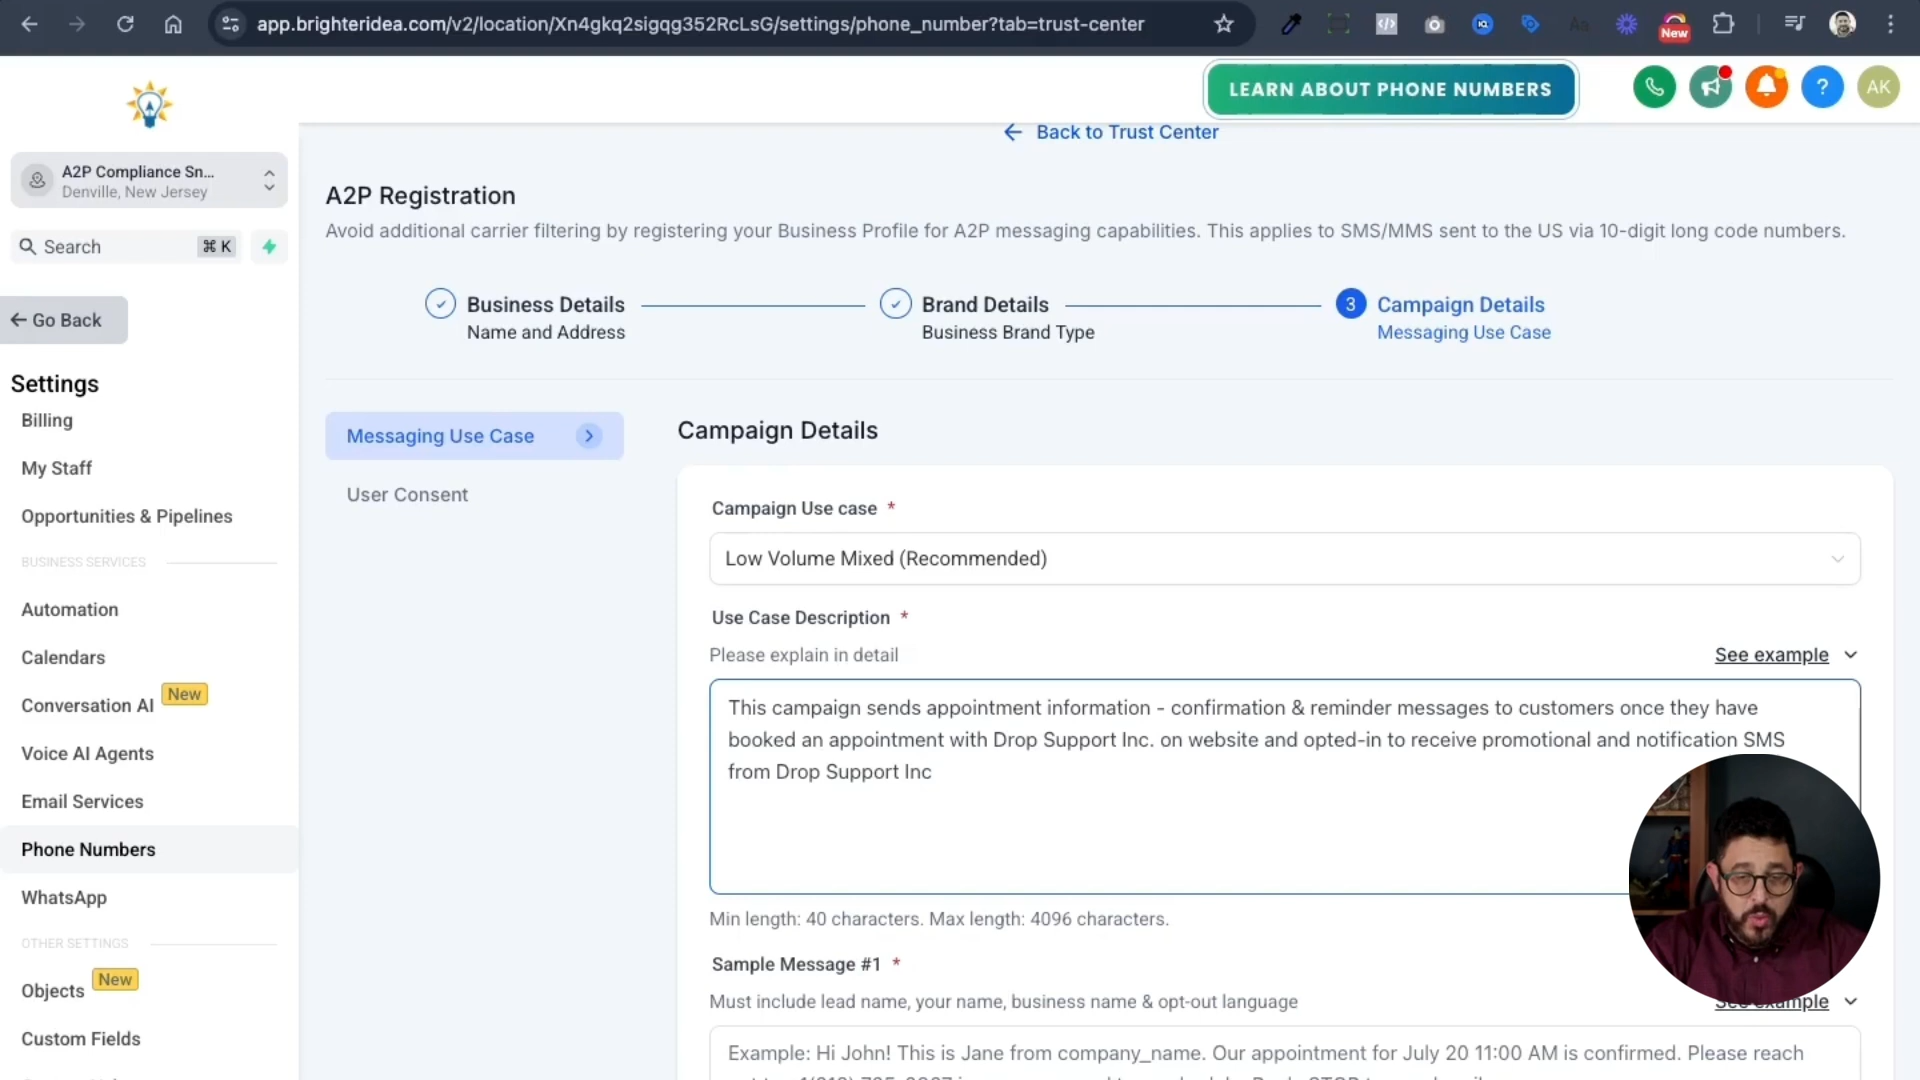 app.brighteridea.com/v2/location/Xn4gkq2sigqg352RcLsG/settings/phone_number?tab=trust-center
New
LEARN ABOUT PHONE NUMBERS
?
AK
A2P Compliance Sn...
Denville, New Jersey
Search ⌘ K
← Go Back
Settings
Billing
My Staff
Opportunities & Pipelines
BUSINESS SERVICES
Automation
Calendars
Conversation AI New
Voice AI Agents
Email Services
Phone Numbers
WhatsApp
OTHER SETTINGS
Objects New
Custom Fields
← Back to Trust Center
A2P Registration
Avoid additional carrier filtering by registering your Business Profile for A2P messaging capabilities. This applies to SMS/MMS sent to the US via 10-digit long code numbers.
Business Details
Name and Address
Brand Details
Business Brand Type
3 Campaign Details
Messaging Use Case
Messaging Use Case
User Consent
Campaign Details
Campaign Use case *
Low Volume Mixed (Recommended)
Use Case Description *
Please explain in detail
See example
This campaign sends appointment information - confirmation & reminder messages to customers once they have
booked an appointment with Drop Support Inc. on website and opted-in to receive promotional and notification SMS
from Drop Support Inc
Min length: 40 characters. Max length: 4096 characters.
Sample Message #1 *
Must include lead name, your name, business name & opt-out language
See example
Example: Hi John! This is Jane from company_name. Our appointment for July 20 11:00 AM is confirmed. Please reach